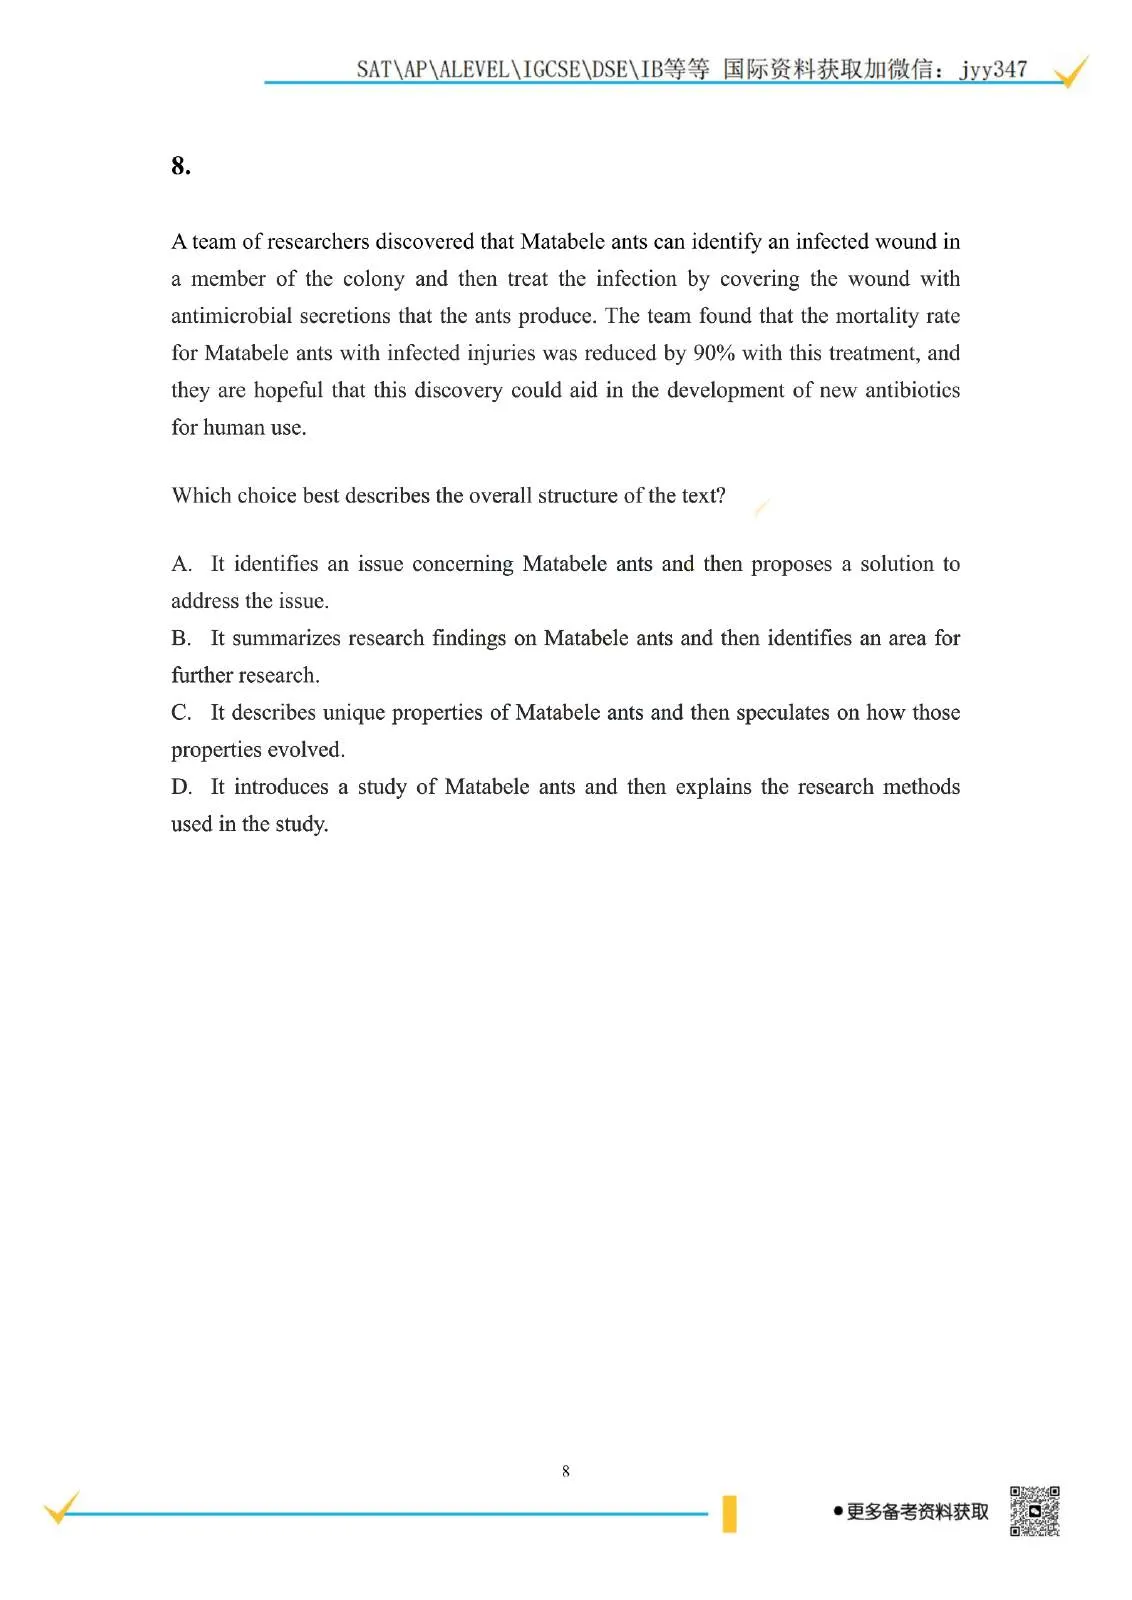 SAT\AP\ALEVEL\IGCSE\DSE\IB等等 国际资料获取加微信：jyy347
8.
A team of researchers discovered that Matabele ants can identify an infected wound in
a member of the colony and then treat the infection by covering the wound with
antimicrobial secretions that the ants produce. The team found that the mortality rate
for Matabele ants with infected injuries was reduced by 90% with this treatment, and
they are hopeful that this discovery could aid in the development of new antibiotics
for human use.
Which choice best describes the overall structure of the text?
A. It identifies an issue concerning Matabele ants and then proposes a solution to
address the issue.
B. It summarizes research findings on Matabele ants and then identifies an area for
further research.
C. It describes unique properties of Matabele ants and then speculates on how those
properties evolved.
D. It introduces a study of Matabele ants and then explains the research methods
used in the study.
8
●更多备考资料获取